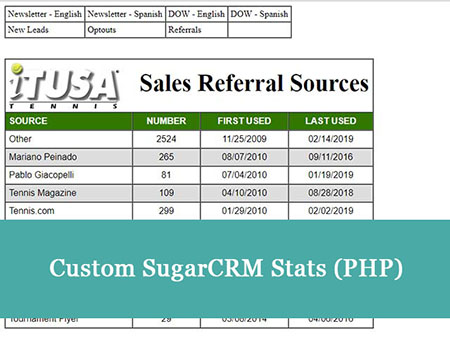 Newsletter - English Newsletter - Spanish DOW - English DOW - Spanish
New Leads Optouts Referrals
iTUSA TENNIS Sales Referral Sources
SOURCE NUMBER FIRST USED LAST USED
Other 2524 11/25/2009 02/14/2019
Mariano Peinado 265 08/07/2010 09/11/2016
Pablo Giacopelli 81 07/04/2010 01/19/2019
Tennis Magazine 109 04/10/2010 08/28/2018
Tennis.com 299 01/29/2010 02/02/2019
Custom SugarCRM Stats (PHP)
Tournament Flyer 29